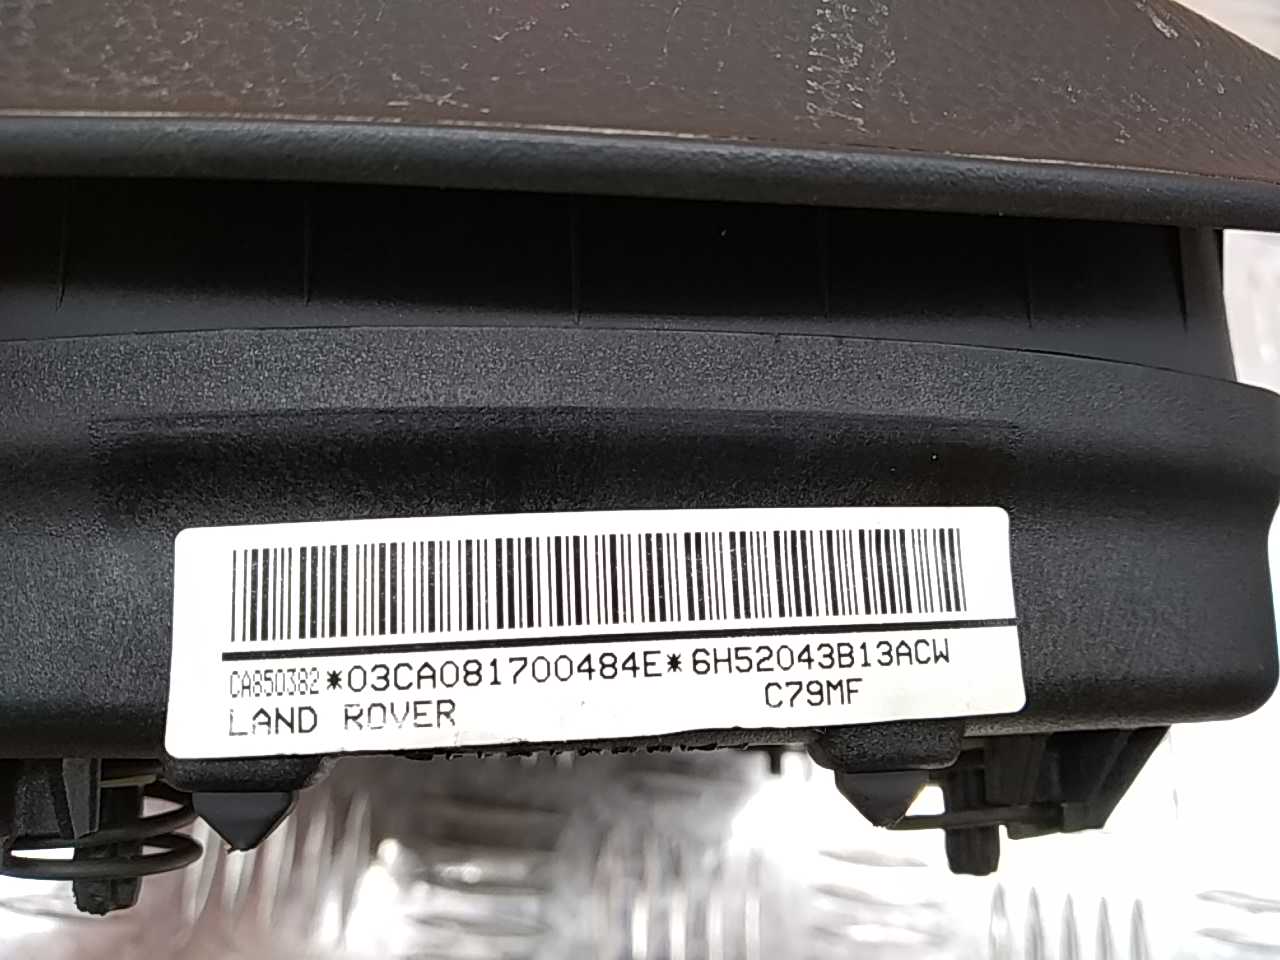 CA850382*03CA081700484E*6H52043B13ACW
LAND ROVER C79MF